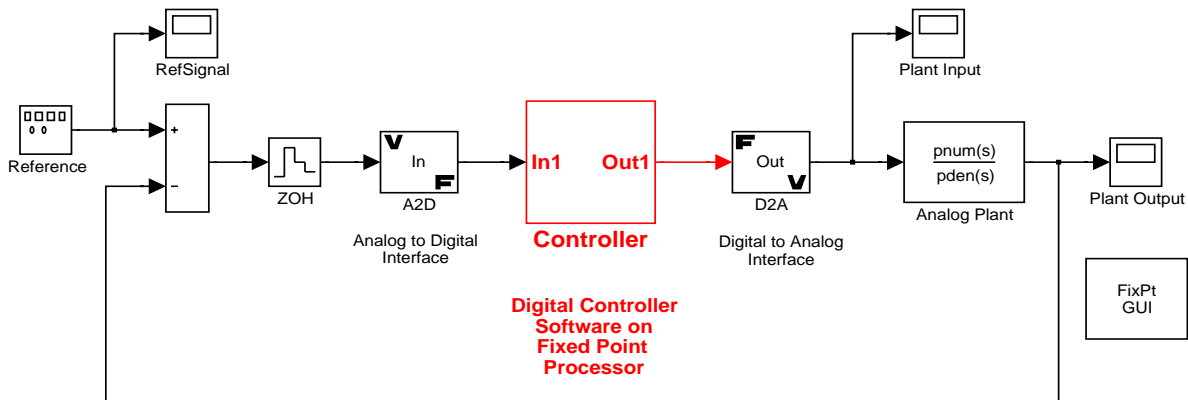 RefSignal
Plant Input
Reference
+
−
ZOH
V
In
F
A2D
Analog to Digital
Interface
In1
Out1
Controller
Digital Controller
Software on
Fixed Point
Processor
F
Out
V
D2A
Digital to Analog
Interface
pnum(s)
pden(s)
Analog Plant
Plant Output
FixPt
GUI